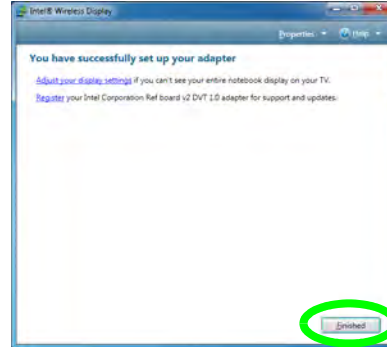 Intel® Wireless Display
Properties Help
You have successfully set up your adapter
Adjust your display settings if you can't see your entire notebook display on your TV.
Register your Intel Corporation Ref board v2 DVT 1.0 adapter for support and updates.
Finished